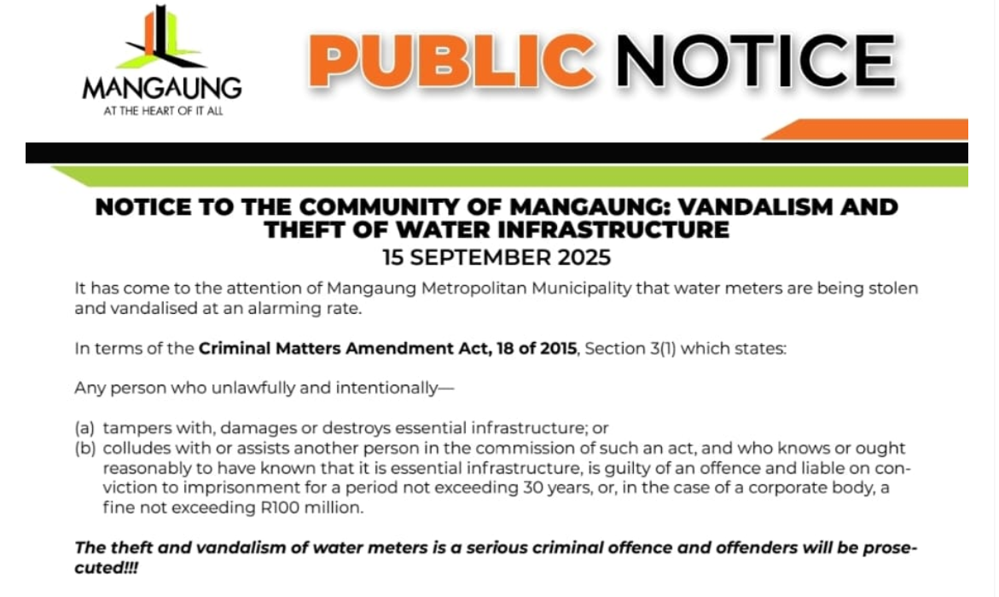 MANGAUNG
AT THE HEART OF IT ALL
PUBLIC NOTICE
NOTICE TO THE COMMUNITY OF MANGAUNG: VANDALISM AND
THEFT OF WATER INFRASTRUCTURE
15 SEPTEMBER 2025
It has come to the attention of Mangaung Metropolitan Municipality that water meters are being stolen
and vandalised at an alarming rate.
In terms of the Criminal Matters Amendment Act, 18 of 2015, Section 3(1) which states:
Any person who unlawfully and intentionally—
(a) tampers with, damages or destroys essential infrastructure; or
(b) colludes with or assists another person in the commission of such an act, and who knows or ought
reasonably to have known that it is essential infrastructure, is guilty of an offence and liable on con-
viction to imprisonment for a period not exceeding 30 years, or, in the case of a corporate body, a
fine not exceeding R100 million.
The theft and vandalism of water meters is a serious criminal offence and offenders will be prose-
cuted!!!